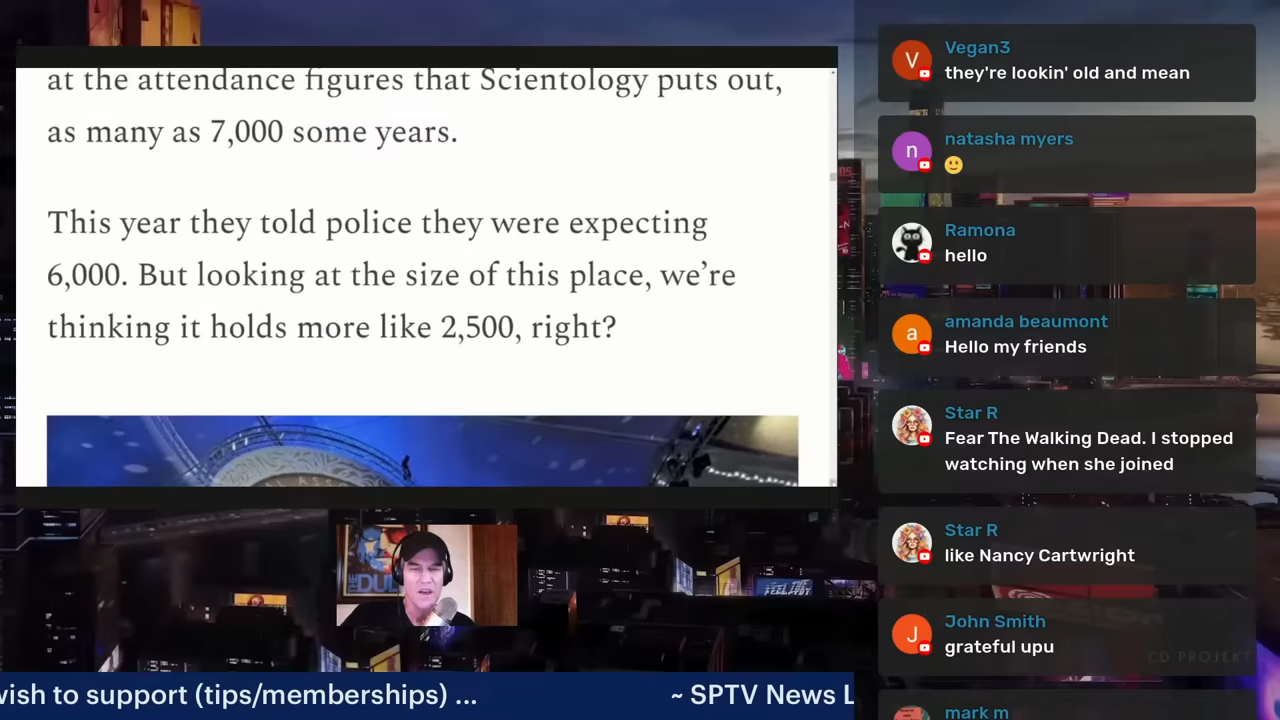 at the attendance figures that Scientology puts out,
as many as 7,000 some years.
This year they told police they were expecting
6,000. But looking at the size of this place, we’re
thinking it holds more like 2,500, right?
wish to support (tips/memberships) ...
~ SPTV News L
V
Vegan3
they're lookin' old and mean
n
natasha myers
Ramona
hello
a
amanda beaumont
Hello my friends
Star R
Fear The Walking Dead. I stopped
watching when she joined
Star R
like Nancy Cartwright
J
John Smith
grateful upu
CD PROJEKT
mark m